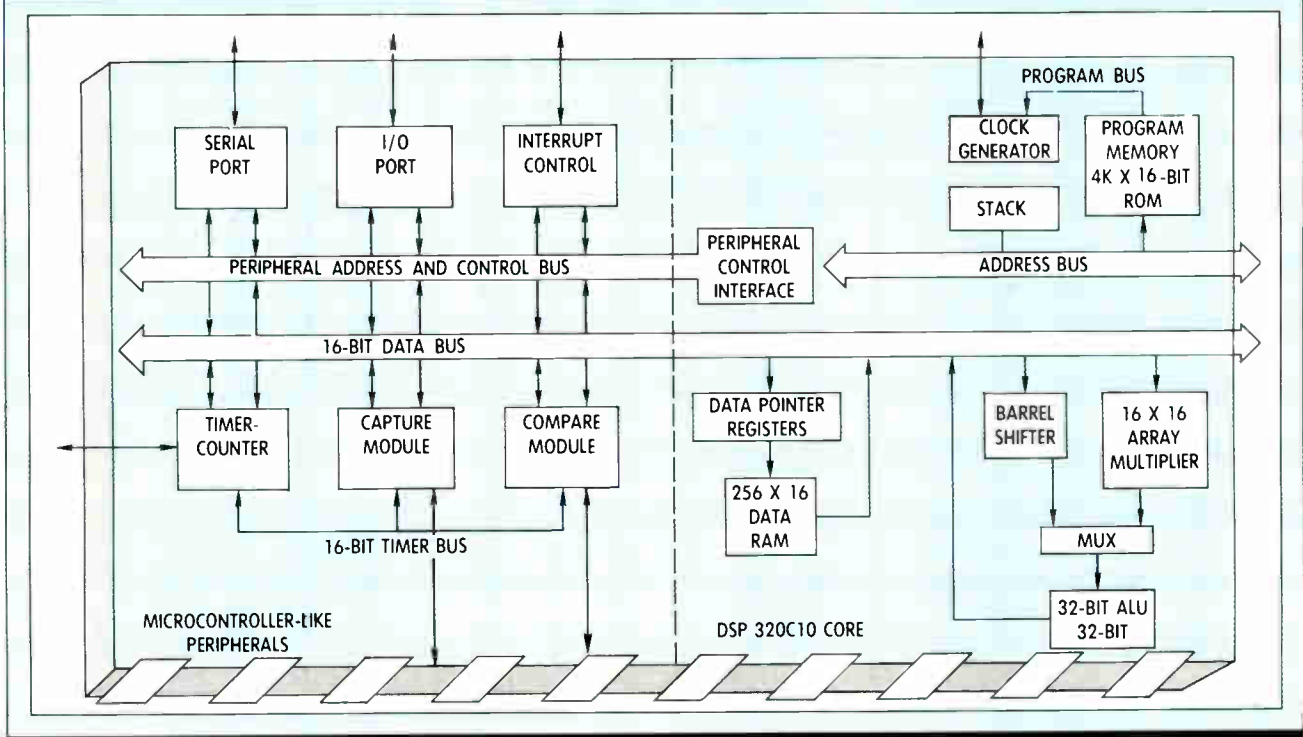 PROGRAM BUS
SERIAL
PORT
I/O
PORT
INTERRUPT
CONTROL
CLOCK
GENERATOR
PROGRAM
MEMORY
4K X 16-BIT
ROM
STACK
PERIPHERAL ADDRESS AND CONTROL BUS
PERIPHERAL
CONTROL
INTERFACE
ADDRESS BUS
16-BIT DATA BUS
TIMER-
COUNTER
CAPTURE
MODULE
COMPARE
MODULE
DATA POINTER
REGISTERS
BARREL
SHIFTER
16 X 16
ARRAY
MULTIPLIER
256 X 16
DATA
RAM
16-BIT TIMER BUS
MUX
32-BIT ALU
32-BIT
MICROCONTROLLER-LIKE
PERIPHERALS
DSP 320C10 CORE